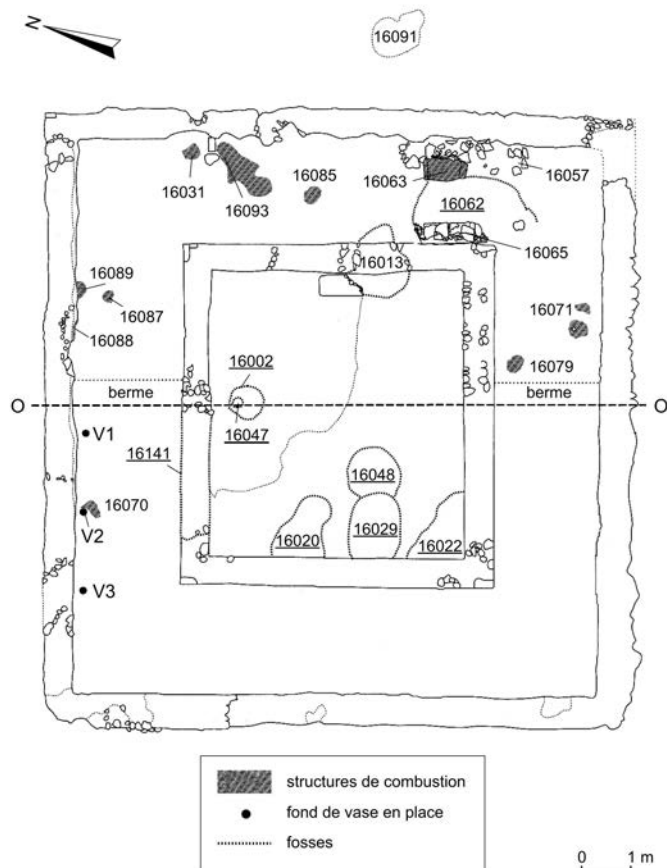 N
16091
16031
16093
16085
16063
16057
16062
16065
16013
16089
16087
16088
16071
16079
16002
berme
berme
O
O
16047
V1
16141
16048
16070
V2
16020
16029
16022
V3
structures de combustion
fond de vase en place
fosses
0 1 m